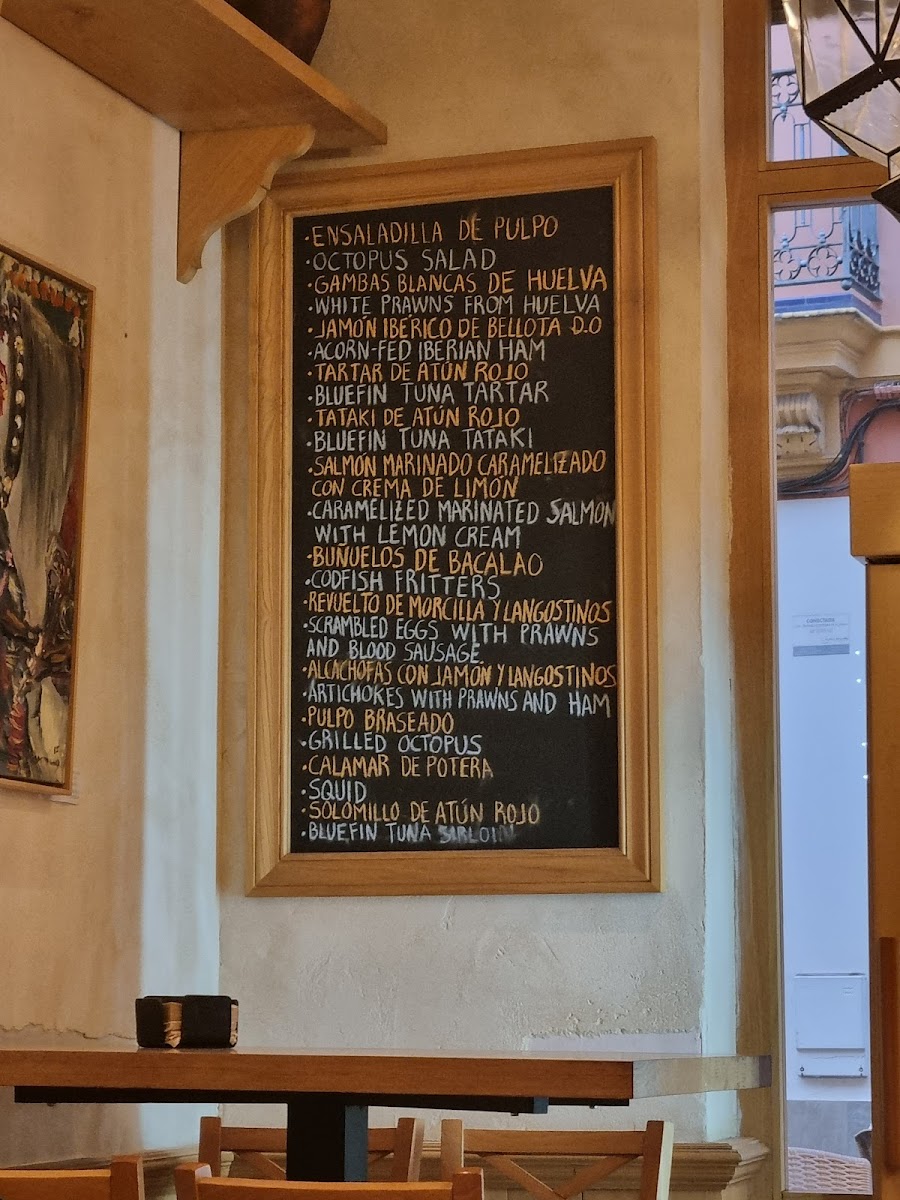 ·ENSALADILLA DE PULPO
·OCTOPUS SALAD
·GAMBAS BLANCAS DE HUELVA
·WHITE PRAWNS FROM HUELVA
·JAMÓN IBÉRICO DE BELLOTA D.O
·ACORN-FED IBERIAN HAM
·TARTAR DE ATÚN ROJO
·BLUEFIN TUNA TARTAR
·TATAKI DE ATÚN ROJO
·BLUEFIN TUNA TATAKI
·SALMON MARINADO CARAMELIZADO
CON CREMA DE LIMÓN
·CARAMELIZED MARINATED SALMON
WITH LEMON CREAM
·BUÑUELOS DE BACALAO
·CODFISH FRITTERS
·REVUELTO DE MORCILLA Y LANGOSTINOS
·SCRAMBLED EGGS WITH PRAWNS
AND BLOOD SAUSAGE
·ALCACHOFAS CON JAMÓN Y LANGOSTINOS
·ARTICHOKES WITH PRAWNS AND HAM
·PULPO BRASEADO
·GRILLED OCTOPUS
·CALAMAR DE POTERA
·SQUID
·SOLOMILLO DE ATÚN ROJO
·BLUEFIN TUNA SIRLOIN